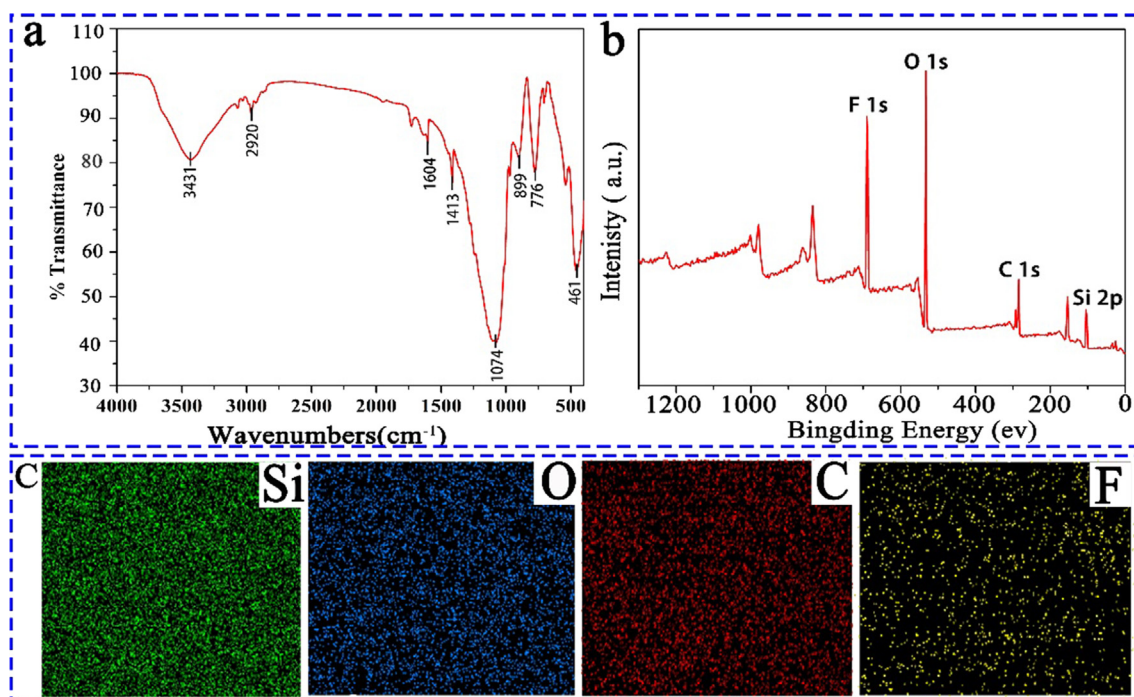 a
110
100
90
80
70
60
50
40
30
% Transmittance
3431
2920
1604
1413
1074
899
776
461
4000 3500 3000 2500 2000 1500 1000 500
Wavenumbers(cm⁻¹)
b
O 1s
F 1s
C 1s
Si 2p
Intenisty ( a.u.)
1200 1000 800 600 400 200 0
Bingding Energy (ev)
C
Si
O
C
F